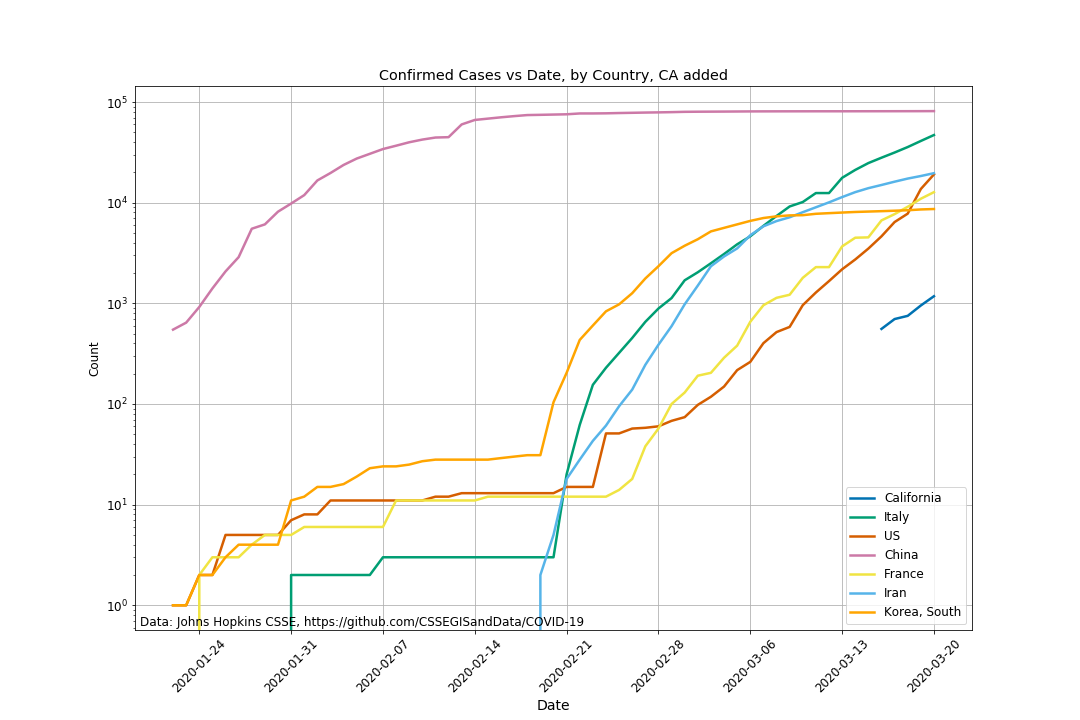 Confirmed Cases vs Date, by Country, CA added
10⁵
10⁴
10³
10²
10¹
10⁰
Count
California
Italy
US
China
France
Iran
Korea, South
Data: Johns Hopkins CSSE, https://github.com/CSSEGISandData/COVID-19
2020-01-24
2020-01-31
2020-02-07
2020-02-14
2020-02-21
2020-02-28
2020-03-06
2020-03-13
2020-03-20
Date